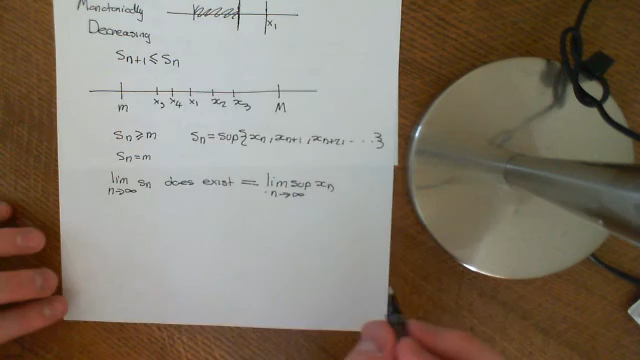 Monotonically
x₁
Decreasing
Sₙ₊₁ ≤ Sₙ
m x₅ x₄ x₁ x₂ x₃ M
Sₙ ≥ m Sₙ = sup{xₙ, xₙ₊₁, xₙ₊₂, ...}
Sₙ = m
lim n→∞ Sₙ does exist = lim sup n→∞ xₙ